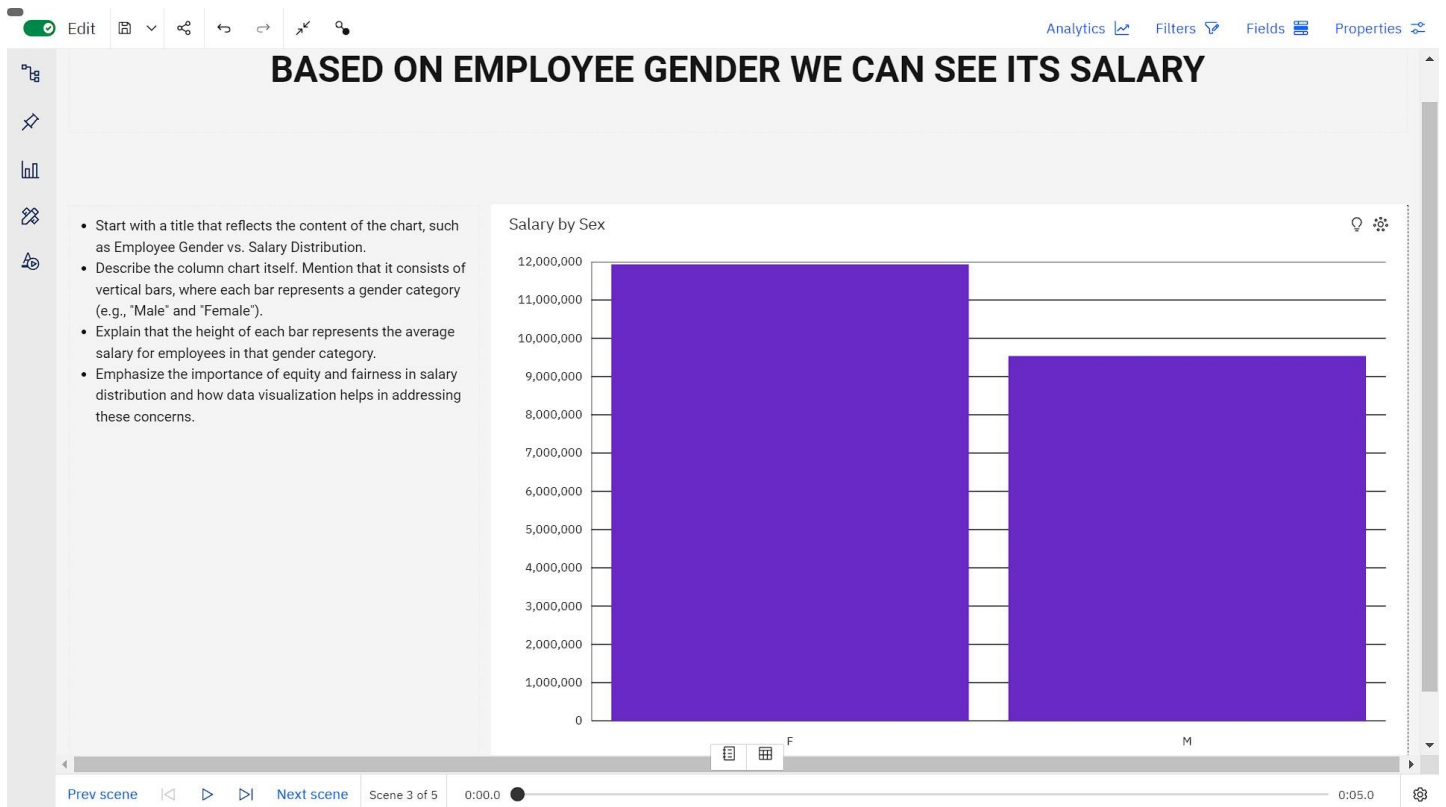 Edit
Analytics
Filters
Fields
Properties
BASED ON EMPLOYEE GENDER WE CAN SEE ITS SALARY
• Start with a title that reflects the content of the chart, such
as Employee Gender vs. Salary Distribution.
• Describe the column chart itself. Mention that it consists of
vertical bars, where each bar represents a gender category
(e.g., "Male" and "Female").
• Explain that the height of each bar represents the average
salary for employees in that gender category.
• Emphasize the importance of equity and fairness in salary
distribution and how data visualization helps in addressing
these concerns.
Salary by Sex
12,000,000
11,000,000
10,000,000
9,000,000
8,000,000
7,000,000
6,000,000
5,000,000
4,000,000
3,000,000
2,000,000
1,000,000
0
F
M
Prev scene
Next scene
Scene 3 of 5
0:00.0
0:05.0